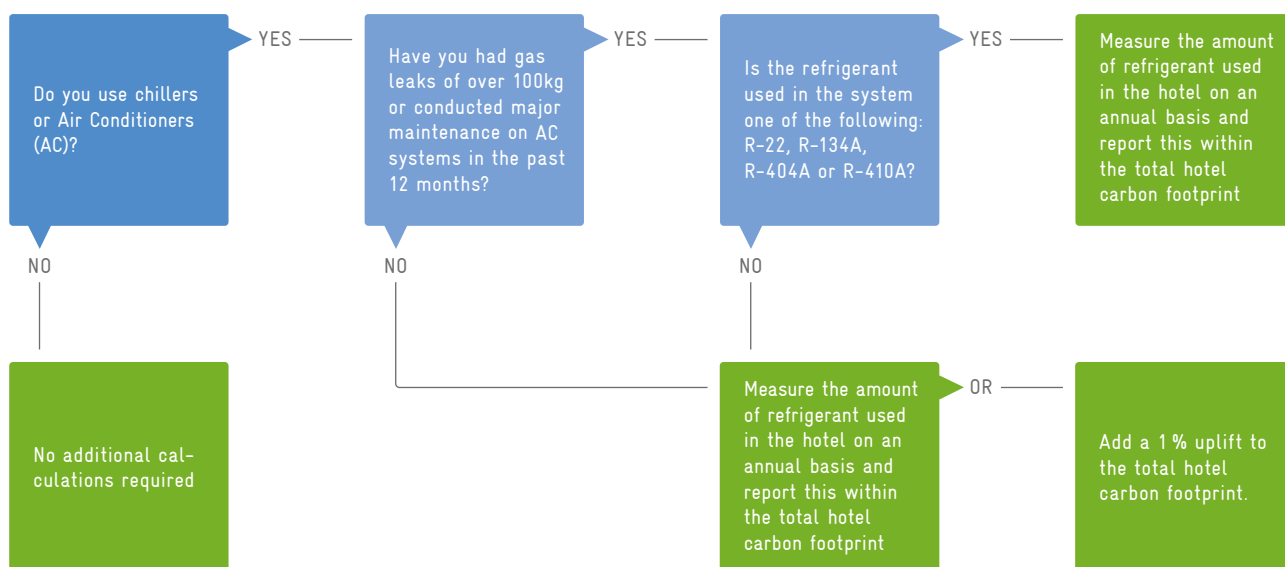 Do you use chillers
or Air Conditioners
(AC)?
YES
Have you had gas
leaks of over 100kg
or conducted major
maintenance on AC
systems in the past
12 months?
YES
Is the refrigerant
used in the system
one of the following:
R-22, R-134A,
R-404A or R-410A?
YES
Measure the amount
of refrigerant used
in the hotel on an
annual basis and
report this within
the total hotel
carbon footprint
NO
NO
NO
No additional cal-
culations required
Measure the amount
of refrigerant used
in the hotel on an
annual basis and
report this within
the total hotel
carbon footprint
OR
Add a 1 % uplift to
the total hotel
carbon footprint.